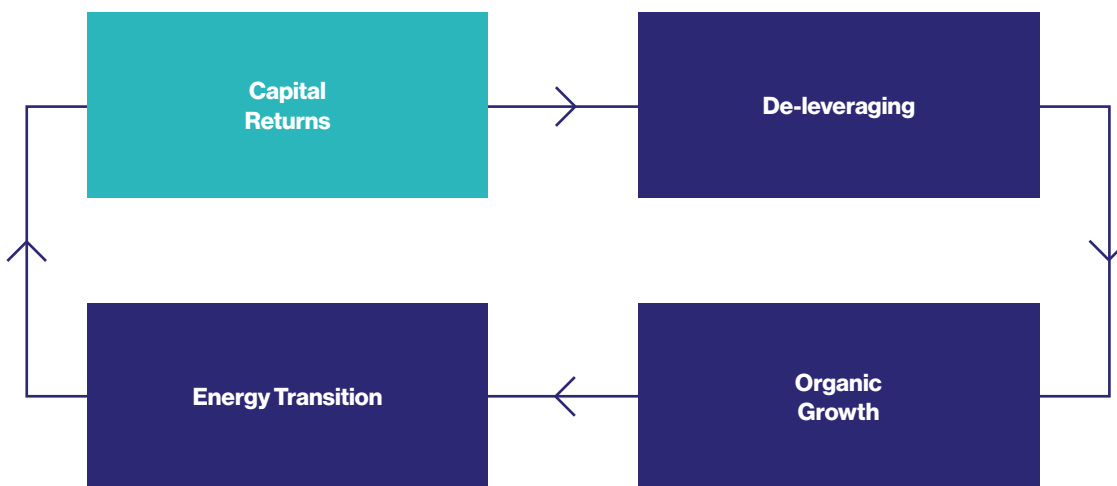 Capital
Returns
De-leveraging
Energy Transition
Organic
Growth